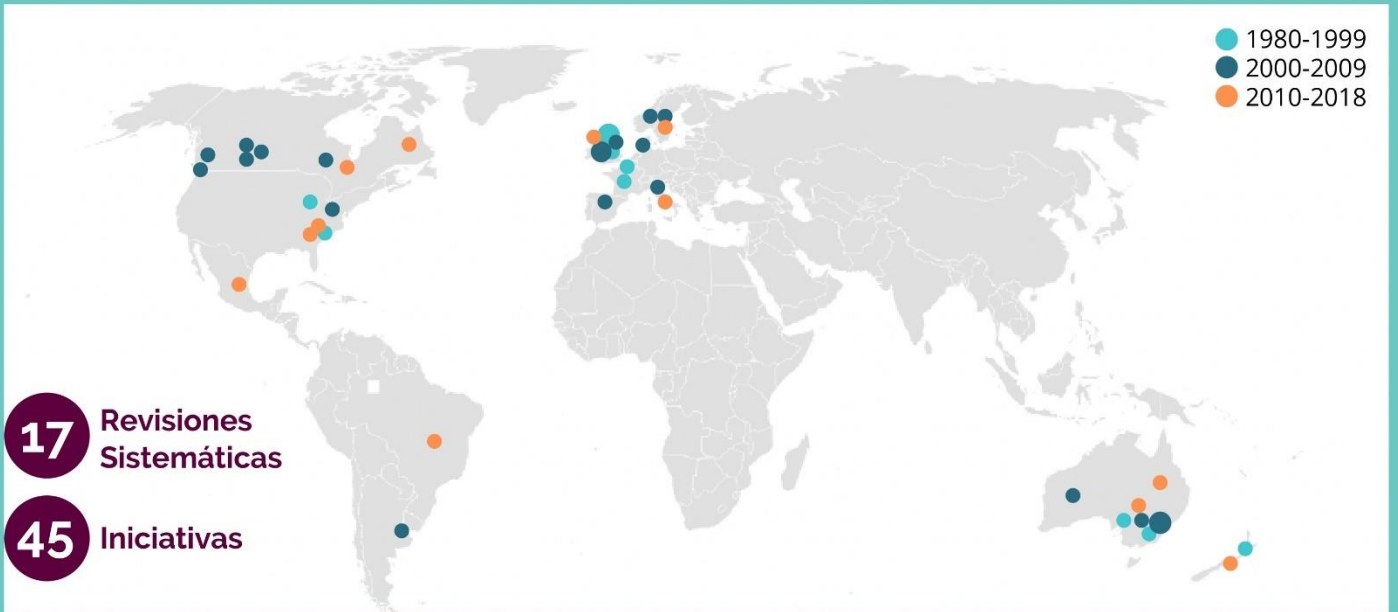 1980-1999
2000-2009
2010-2018
17
Revisiones
Sistemáticas
45
Iniciativas